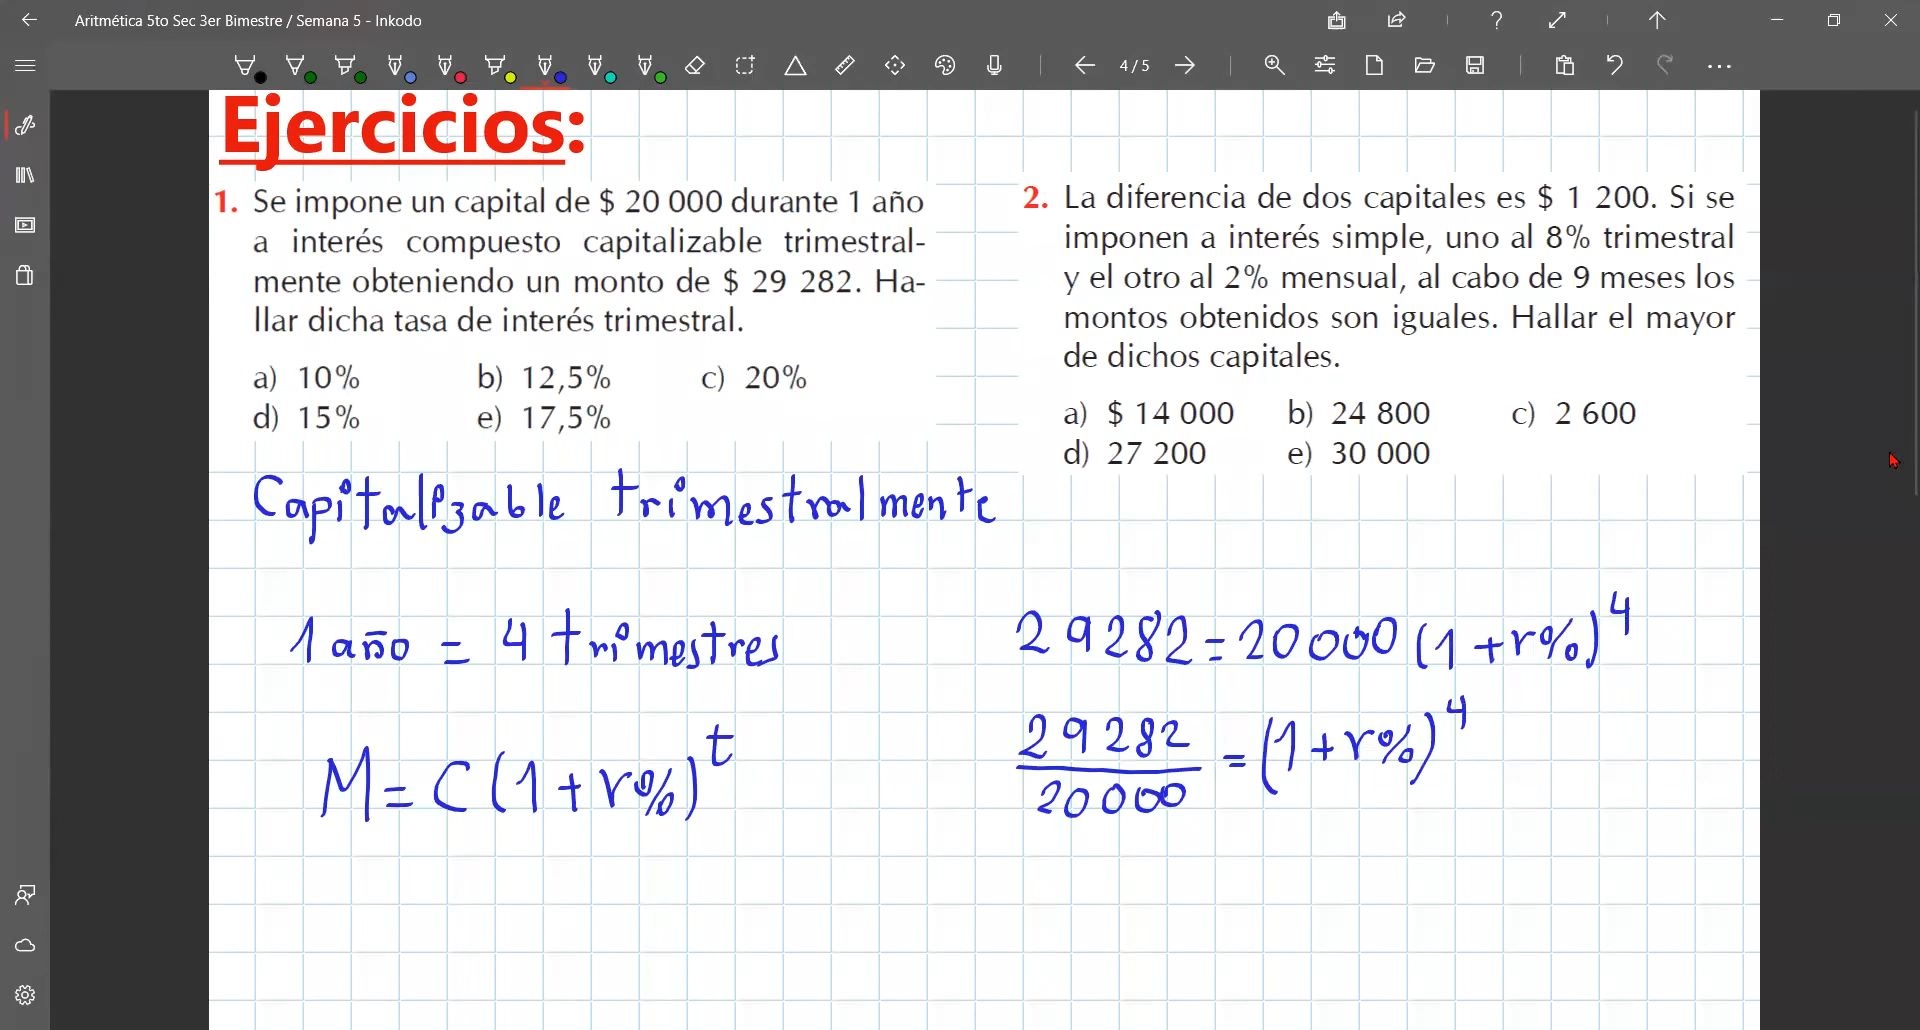 Aritmética 5to Sec 3er Bimestre / Semana 5 - Inkodo
4 / 5
Ejercicios:
1. Se impone un capital de $ 20 000 durante 1 año
a interés compuesto capitalizable trimestral-
mente obteniendo un monto de $ 29 282. Ha-
llar dicha tasa de interés trimestral.
a) 10% b) 12,5% c) 20%
d) 15% e) 17,5%
2. La diferencia de dos capitales es $ 1 200. Si se
imponen a interés simple, uno al 8% trimestral
y el otro al 2% mensual, al cabo de 9 meses los
montos obtenidos son iguales. Hallar el mayor
de dichos capitales.
a) $ 14 000 b) 24 800 c) 2 600
d) 27 200 e) 30 000
Capitalizable trimestralmente
1 año = 4 trimestres
M = C (1 + r%)^t
29282 = 20000 (1 + r%)^4
29282
20000 = (1 + r%)^4